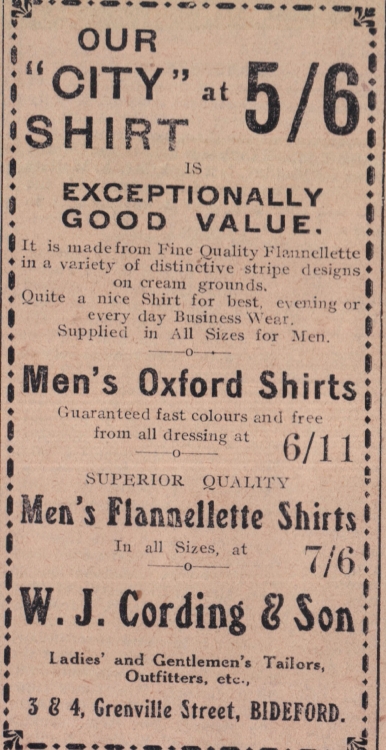 OUR
"CITY" at 5/6
SHIRT
IS
EXCEPTIONALLY
GOOD VALUE.
It is made from Fine Quality Flannellette
in a variety of distinctive stripe designs
on cream grounds.
Quite a nice Shirt for best, evening or
every day Business Wear.
Supplied in All Sizes for Men.
Men's Oxford Shirts
Guaranteed fast colours and free
from all dressing at 6/11
SUPERIOR QUALITY
Men's Flannellette Shirts
In all Sizes, at 7/6
W. J. Cording & Son
Ladies' and Gentlemen's Tailors,
Outfitters, etc.,
3 & 4, Grenville Street, BIDEFORD.